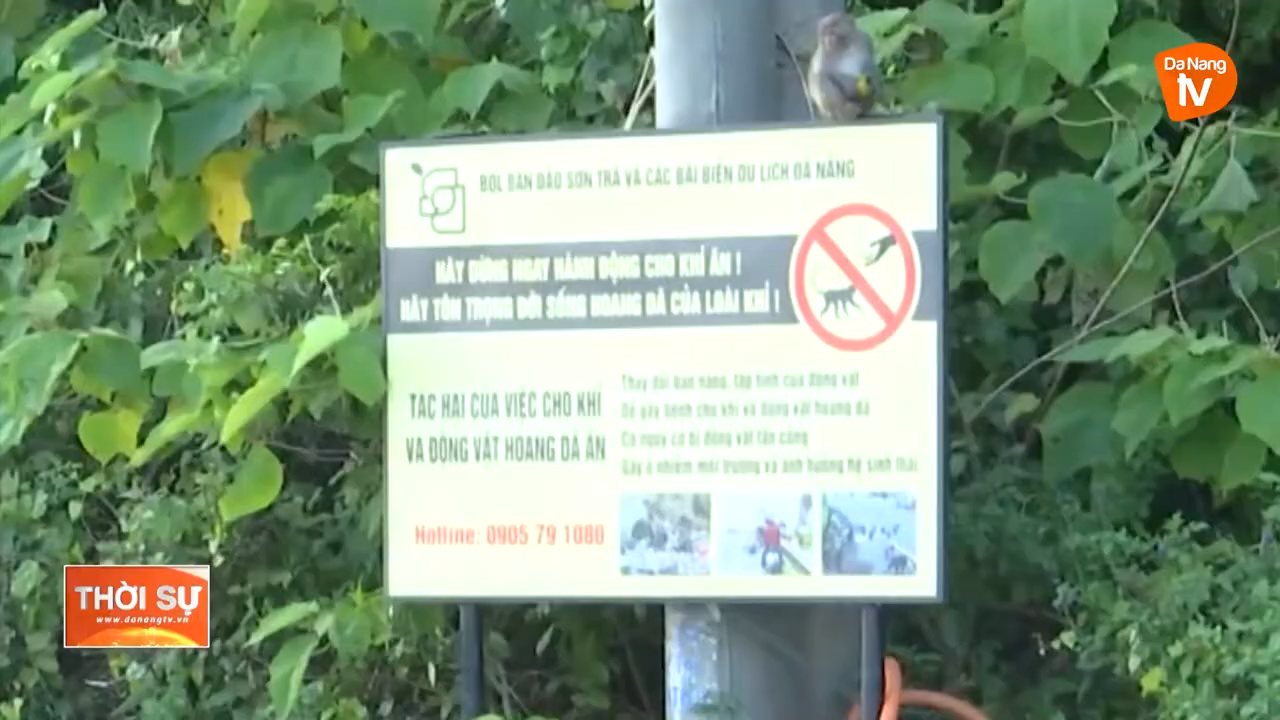 Da Nang
tv
BQL BÁN ĐẢO SƠN TRÀ VÀ CÁC BÃI BIỂN DU LỊCH ĐÀ NẴNG
HÃY DỪNG NGAY HÀNH ĐỘNG CHO KHỈ ĂN !
HÃY TÔN TRỌNG ĐỜI SỐNG HOANG DÃ CỦA LOÀI KHỈ !
TÁC HẠI CỦA VIỆC CHO KHỈ
VÀ ĐỘNG VẬT HOANG DÃ ĂN
Thay đổi bản năng, tập tính của động vật
Dễ gây bệnh cho khỉ và động vật hoang dã
Có nguy cơ bị động vật tấn công
Gây ô nhiễm môi trường và ảnh hưởng hệ sinh thái
Hotline: 0905 79 1080
THỜI SỰ
www.danangtv.vn